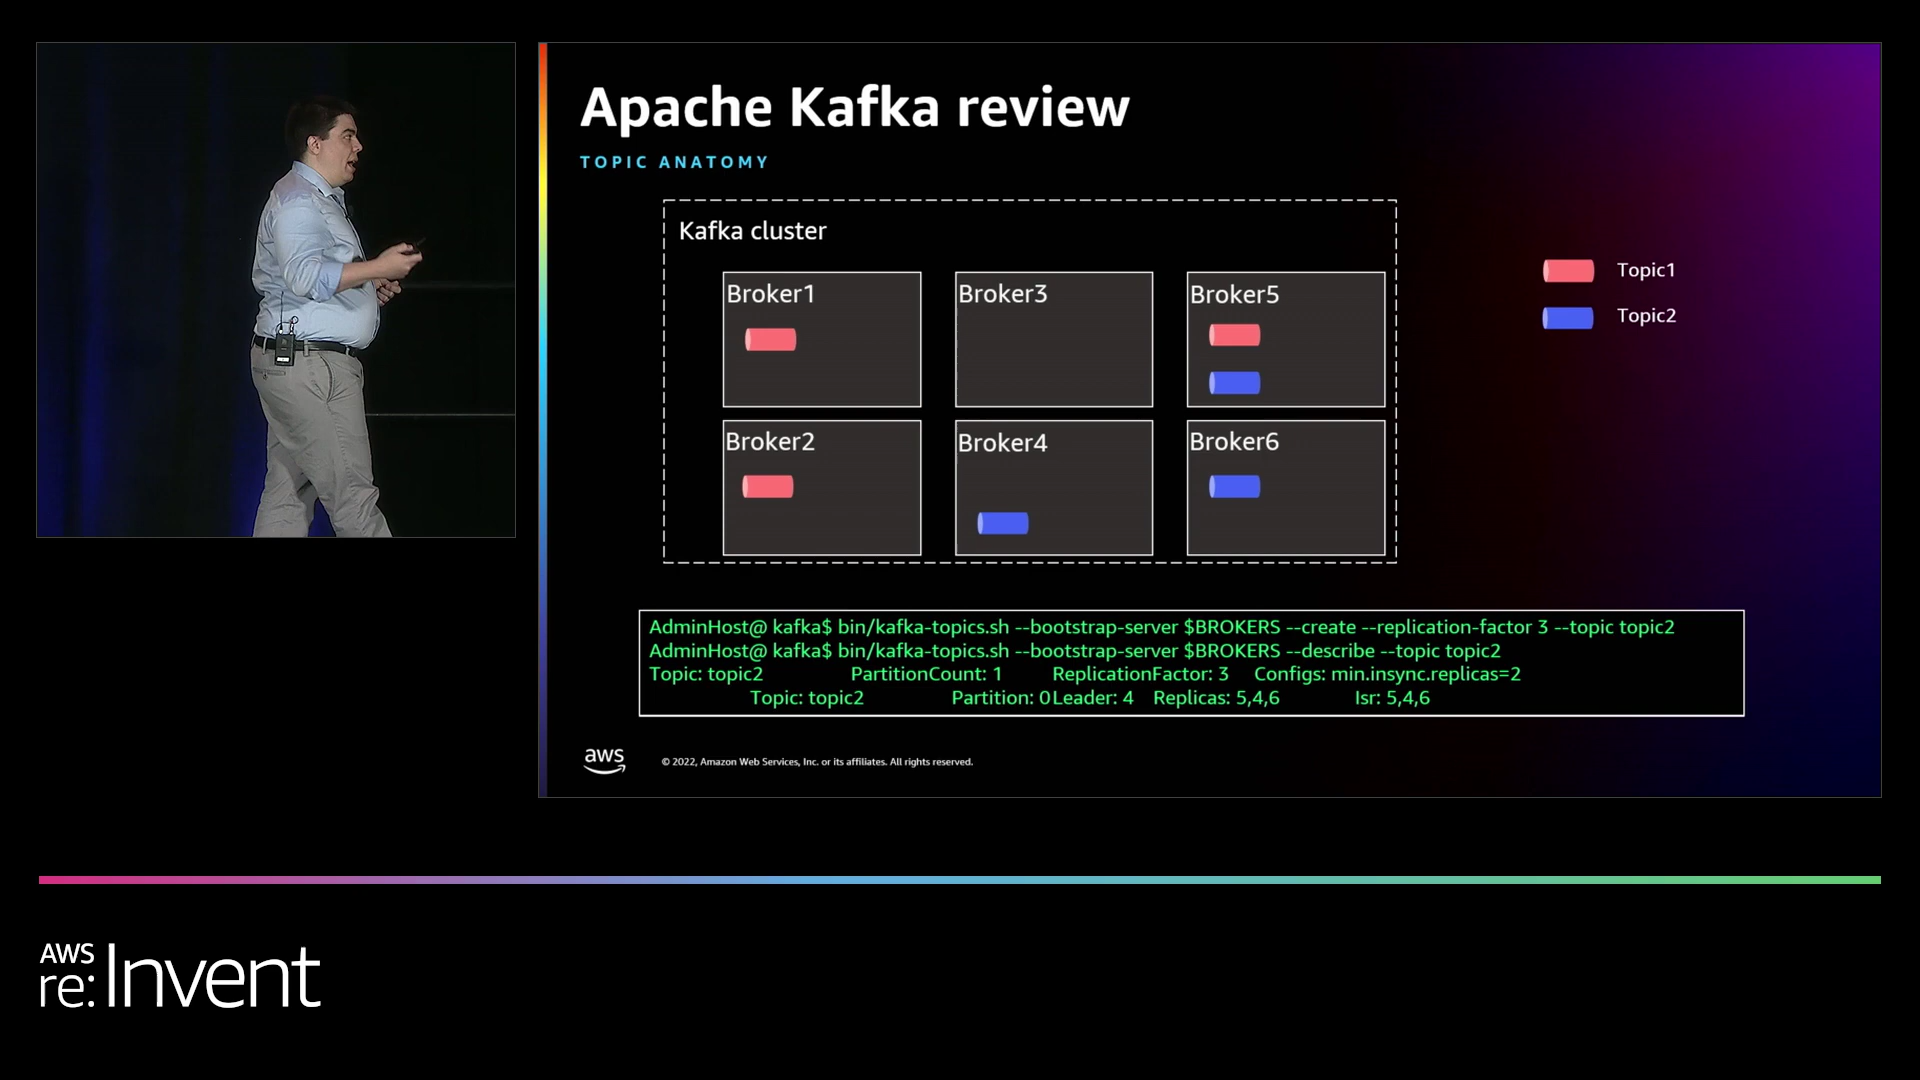 Apache Kafka review
TOPIC ANATOMY
Kafka cluster
Broker1
Broker3
Broker5
Broker2
Broker4
Broker6
Topic1
Topic2
AdminHost@ kafka$ bin/kafka-topics.sh --bootstrap-server $BROKERS --create --replication-factor 3 --topic topic2
AdminHost@ kafka$ bin/kafka-topics.sh --bootstrap-server $BROKERS --describe --topic topic2
Topic: topic2 PartitionCount: 1 ReplicationFactor: 3 Configs: min.insync.replicas=2
Topic: topic2 Partition: 0 Leader: 4 Replicas: 5,4,6 Isr: 5,4,6
aws
© 2022, Amazon Web Services, Inc. or its affiliates. All rights reserved.
AWS
re:Invent